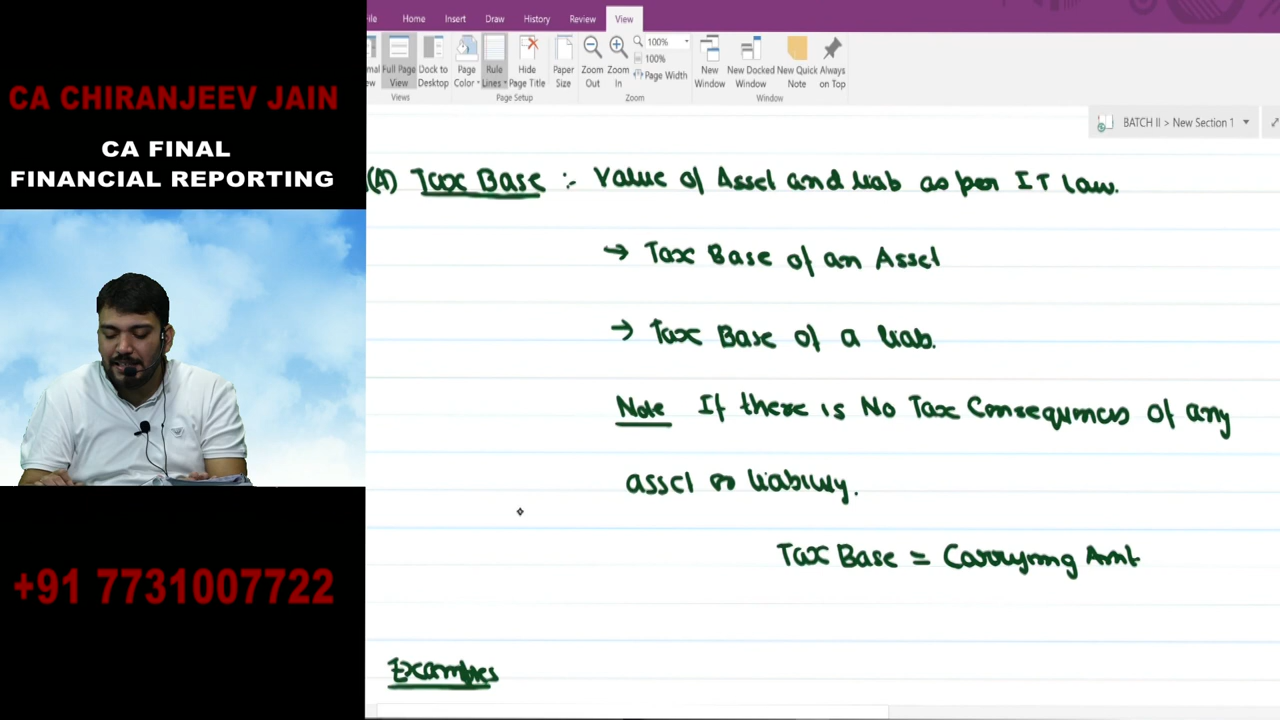 CA CHIRANJEEV JAIN
CA FINAL
FINANCIAL REPORTING
+91 7731007722
File Home Insert Draw History Review View
Full Page View
Dock to Desktop
Page Color
Rule Lines
Hide Page Title
Paper Size
Zoom Out
Zoom In
100%
100%
Page Width
New Window
New Docked Window
New Quick Note
Always on Top
Views Page Setup Zoom Window
BATCH II > New Section 1
(A) Tax Base :- Value of Asset and liab as per IT law.
→ Tax Base of an Asset
→ Tax Base of a liab.
Note If there is No Tax Consequences of any
asset or liability.
Tax Base = Carrying Amt
Examples